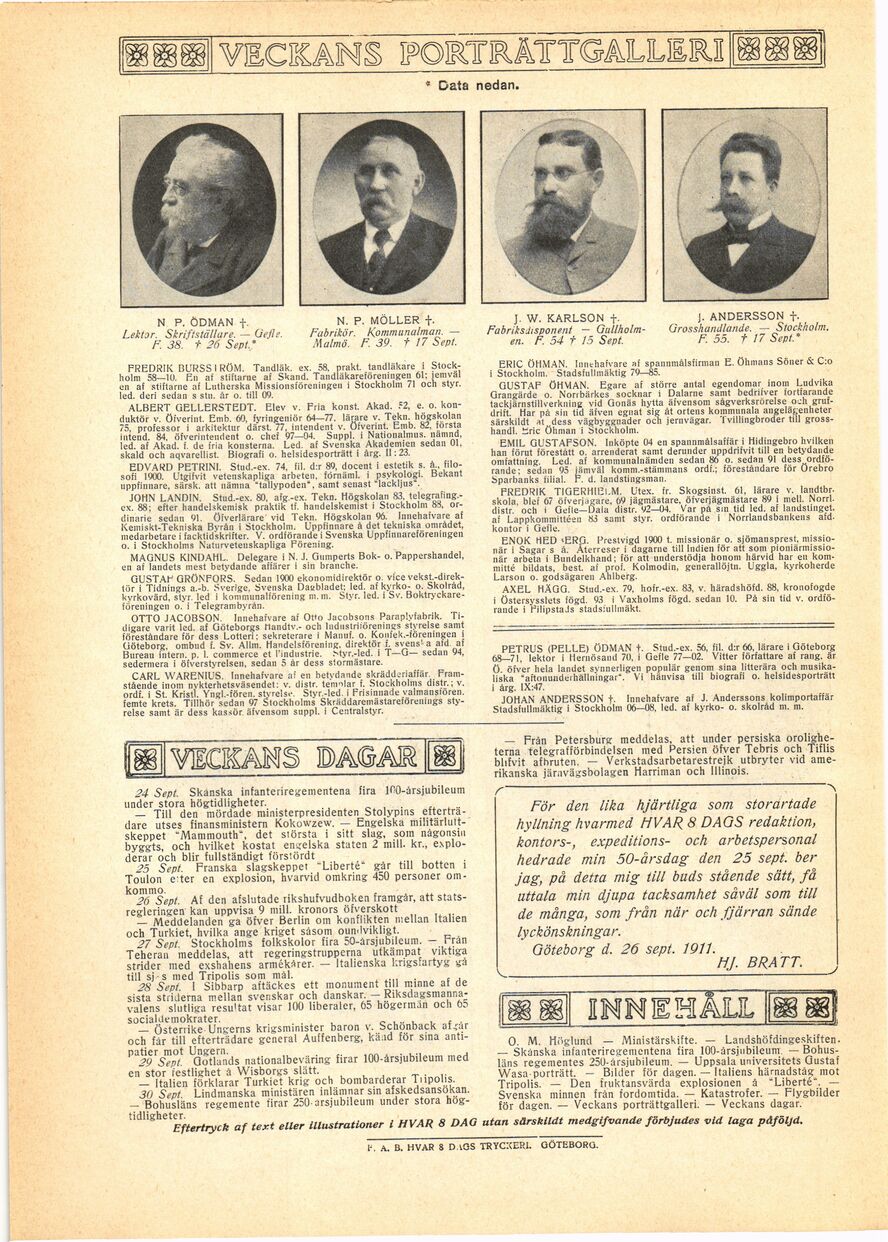 VECKANS PORTRÄTTGALLERI
* Data nedan.
N. P. ÖDMAN †.
Lektor. Skriftställare. — Gefle.
F. 38. † 26 Sept.*
N. P. MÖLLER †.
Fabrikör. Kommunalman. —
Malmö. F. 39. † 17 Sept.
J. W. KARLSON †.
Fabriksdisponent — Gullholm-
en. F. 54 † 15 Sept.
J. ANDERSSON †.
Grosshandlande. — Stockholm.
F. 55. † 17 Sept.*
FREDRIK BURSSTRÖM. Tandläk. ex. 58, prakt. tandläkare i Stock-
holm 58—10. En af stiftarne af Skand. Tandläkareföreningen 61; jemväl
en af stiftarne af Lutherska Missionsföreningen i Stockholm 71 och styr.
led. deri sedan s stn. år o. till 09.
ALBERT GELLERSTEDT. Elev v. Fria konst. Akad. 52, e. o. kon-
duktör v. Öfverint. Emb. 60, fyringeniör 64—77, lärare v. Tekn. högskolan
75, professor i arkitektur därst. 77, intendent v. Öfverint. Emb. 82, första
intend. 84, öfverintendent o. chef 97—04. Suppl. i Nationalmus. nämnd,
led. af Akad. f. de fria konsterna. Led. af Svenska Akademien sedan 01,
skald och aqvarellist. Biografi o. helsidesporträtt i årg. II: 23.
EDVARD PETRINI. Stud.-ex. 74, fil. d:r 89, docent i estetik s. å., filo-
sofi 1900. Utgifvit vetenskapliga arbeten, förnäml. i psykologi. Bekant
uppfinnare, särsk. att nämna "tallypoden", samt senast "lackljus".
JOHN LANDIN. Stud.-ex. 80, afg.-ex. Tekn. Högskolan 83, telegrafing.-
ex. 88; efter handelskemisk praktik tf. handelskemist i Stockholm 88, or-
dinarie sedan 91. Öfverlärare vid Tekn. Högskolan 96. Innehafvare af
Kemiskt-Tekniska Byrån i Stockholm. Uppfinnare å det tekniska området,
medarbetare i facktidskrifter. V. ordförande i Svenska Uppfinnareföreningen
o. i Stockholms Naturvetenskapliga Förening.
MAGNUS KINDAHL. Delegare i N. J. Gumperts Bok- o. Pappershandel,
en af landets mest betydande affärer i sin branche.
GUSTAF GRÖNFORS. Sedan 1900 ekonomidirektör o. vice vekst.-direk-
tör i Tidnings a.-b. Sverige, Svenska Dagbladet; led. af kyrko- o. Skolråd,
kyrkovärd, styr. led i kommunalförening m. m. Styr. led. i Sv. Boktryckare-
föreningen o. i Telegrambyrån.
OTTO JACOBSON. Innehafvare af Otto Jacobsons Paraplyfabrik. Ti-
digare varit led. af Göteborgs Handtv.- och Industriförenings styrelse samt
föreståndare för dess Lotteri; sekreterare i Manuf. o. Konfek.-föreningen i
Göteborg, ombud f. Sv. Allm. Handelsförening, direktör f. svenska afd. af
Bureau intern. p. l. commerce et l'industrie. Styr.-led. i T—G— sedan 94,
sedermera i öfverstyrelsen, sedan 5 år dess stormästare.
CARL WARENIUS. Innehafvare af en betydande skrädderiaffär. Fram-
stående inom nykterhetsväsendet: v. distr. templar f. Stockholms distr.; v.
ordf. i St. Kristl. Yngl.-fören. styrelse. Styr.-led. i Frisinnade valmansfören.
femte krets. Tillhör sedan 97 Stockholms Skräddaremästareförenings sty-
relse samt är dess kassör äfvensom suppl. i Centralstyr.
ERIC ÖHMAN. Innehafvare af spannmålsfirman E. Öhmans Söner & C:o
i Stockholm. Stadsfullmäktig 79—85.
GUSTAF ÖHMAN. Egare af större antal egendomar inom Ludvika
Grangärde o. Norrbärkes socknar i Dalarne samt bedrifver fortfarande
tackjärnstillverkning vid Gonäs hytta äfvensom sågverksrörelse och gruf-
drift. Har på sin tid äfven egnat sig åt ortens kommunala angelägenheter
särskildt at dess vägbyggnader och jernvägar. Tvillingbroder till gross-
handl. Eric Öhman i Stockholm.
EMIL GUSTAFSON. Inköpte 04 en spannmålsaffär i Hidingebro hvilken
han förut förestått o. arrenderat samt derunder uppdrifvit till en betydande
omfattning. Led. af kommunalnämden sedan 86 o. sedan 91 dess ordfö-
rande; sedan 95 jämväl komm.-stämmans ordf.; föreståndare för Örebro
Sparbanks filial. F. d. landstingsman.
FREDRIK TIGERHIELM. Utex. fr. Skogsinst. 61, lärare v. landtbr.
skola, blef 67 öfverjägare, 69 jägmästare, öfverjägmästare 89 i mell. Norrl.
distr. och i Gefle—Dala distr. 92—04. Var på sin tid led. af landstinget.
af Lappkommittéen 83 samt styr. ordförande i Norrlandsbankens afd.
kontor i Gefle.
ENOK HEDBERG. Prestvigd 1900 t. missionär o. sjömansprest, missio-
när i Sagar s å. Aterreser i dagarne till Indien för att som pioniärmissio-
när arbeta i Bundelkhand; för att understödja honom härvid har en kom-
mitté bildats, best. af prof. Kolmodin, generallöjtn. Uggla, kyrkoherde
Larson o. godsägaren Ahlberg.
AXEL HÄGG. Stud.-ex. 79, hofr.-ex. 83, v. häradshöfd. 88, kronofogde
i Östersysslets fögd. 93 i Vaxholms fögd. sedan 10. På sin tid v. ordfö-
rande i Filipstads stadsfullmäkt.
PETRUS (PELLE) ÖDMAN †. Stud.-ex. 56, fil. d:r 66, lärare i Göteborg
68—71, lektor i Hernösand 70, i Gefle 77—02. Vitter författare af rang, är
Ö. öfver hela landet synnerligen populär genom sina litterära och musika-
liska "aftonunderhällningar". Vi hänvisa till biografi o. helsidesporträtt
i årg. IX:47.
JOHAN ANDERSSON †. Innehafvare af J. Anderssons kolimportaffär
Stadsfullmäktig i Stockholm 06—08, led. af kyrko- o. skolråd m. m.
VECKANS DAGAR
24 Sept. Skånska infanteriregementena fira 100-årsjubileum
under stora högtidligheter.
— Till den mördade ministerpresidenten Stolypins efterträ-
dare utses finansministern Kokowzew. — Engelska militärluft-
skeppet "Mammouth", det största i sitt slag, som någonsin
byggts, och hvilket kostat engelska staten 2 mill. kr., explo-
derar och blir fullständigt förstördt
25 Sept. Franska slagskeppet "Liberté" går till botten i
Toulon efter en explosion, hvarvid omkring 450 personer om-
kommo.
26 Sept. Af den afslutade rikshufvudboken framgår, att stats-
regleringen kan uppvisa 9 mill. kronors öfverskott
— Meddelanden ga öfver Berlin om konflikten mellan Italien
och Turkiet, hvilka ange kriget såsom oundvikligt.
27 Sept. Stockholms folkskolor fira 50-årsjubileum. — Från
Teheran meddelas, att regeringstrupperna utkämpat viktiga
strider med exshahens armékårer. — Italienska krigsfartyg gå
till sjös med Tripolis som mål.
28 Sept. I Sibbarp aftäckes ett monument till minne af de
sista striderna mellan svenskar och danskar. — Riksdagsmanna-
valens slutliga resultat visar 100 liberaler, 65 högermän och 65
socialdemokrater.
— Österrike-Ungerns krigsminister baron v. Schönback afgår
och får till efterträdare general Auffenberg, känd för sina anti-
patier mot Ungern.
29 Sept. Gotlands nationalbeväring firar 100-årsjubileum med
en stor festlighet å Wisborgs slätt.
— Italien förklarar Turkiet krig och bombarderar Tripolis.
30 Sept. Lindmanska ministären inlämnar sin afskedsansökan.
— Bohusläns regemente firar 250-arsjubileum under stora hög-
tidligheter.
— Från Petersburg meddelas, att under persiska orolighe-
terna telegrafförbindelsen med Persien öfver Tebris och Tiflis
blifvit afbruten. — Verkstadsarbetarestrejk utbryter vid ame-
rikanska järnvägsbolagen Harriman och Illinois.
För den lika hjärtliga som storartade
hyllning hvarmed HVAR 8 DAGS redaktion,
kontors-, expeditions- och arbetspersonal
hedrade min 50-årsdag den 25 sept. ber
jag, på detta mig till buds stående sätt, få
uttala min djupa tacksamhet såväl som till
de många, som från när och fjärran sände
lyckönskningar.
Göteborg d. 26 sept. 1911.
HJ. BRATT.
INNEHÅLL
O. M. Höglund — Ministärskifte. — Landshöfdingeskiften.
— Skånska infanteriregementena fira 100-årsjubileum. — Bohus-
läns regementes 250-årsjubileum. — Uppsala universitets Gustaf
Wasa-porträtt. — Bilder för dagen. — Italiens härnadståg mot
Tripolis. — Den fruktansvärda explosionen å "Liberté". —
Svenska minnen från fordomtida. — Katastrofer. — Flygbilder
för dagen. — Veckans porträttgalleri. — Veckans dagar.
Eftertryck af text eller illustrationer i HVAR 8 DAG utan särskildt medgifvande förbjudes vid laga påföljd.
F. A. B. HVAR 8 DAGS TRYCKERI. GÖTEBORG.